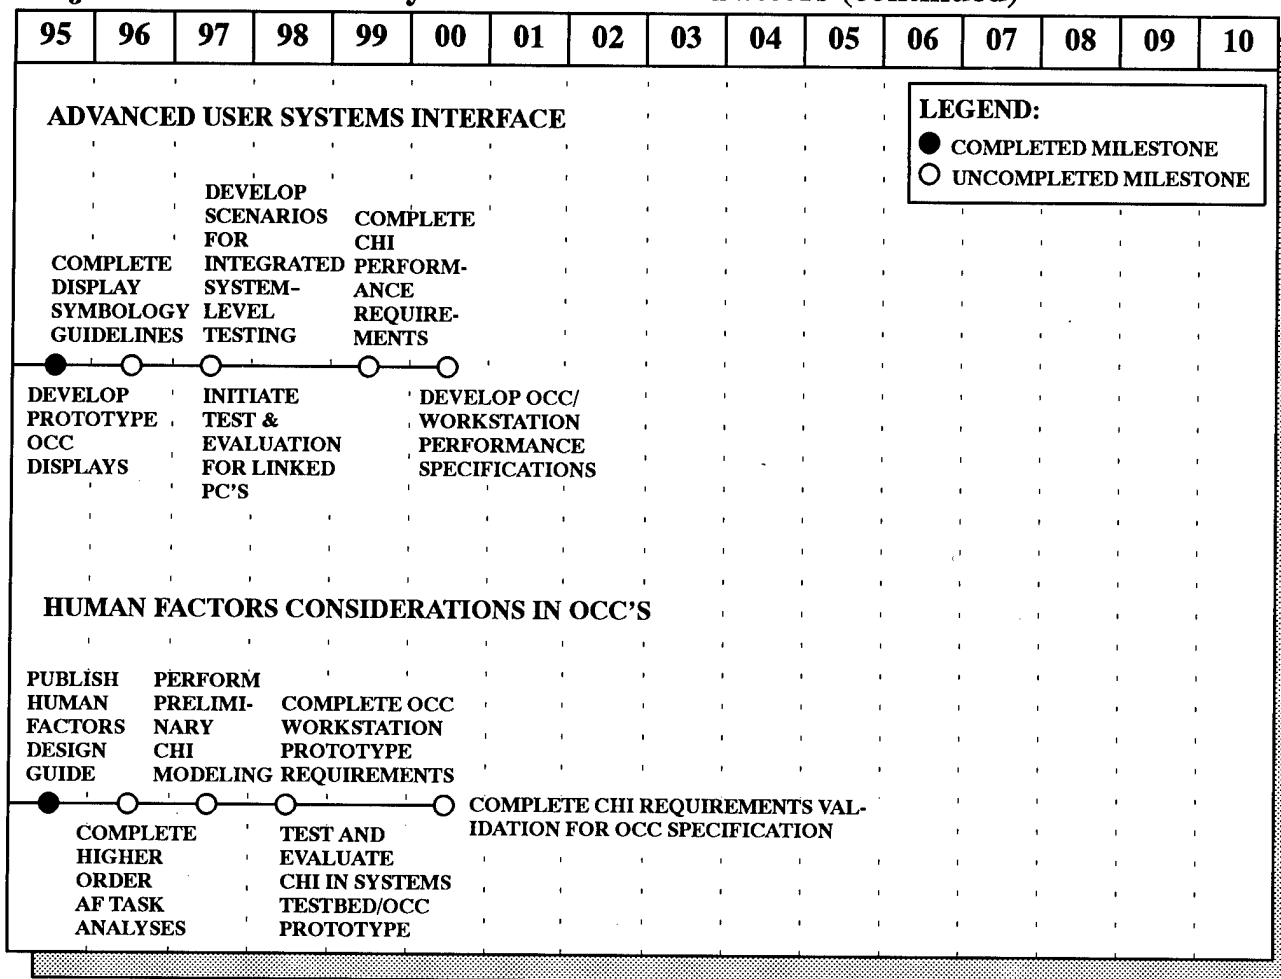 (continued)
95 96 97 98 99 00 01 02 03 04 05 06 07 08 09 10
ADVANCED USER SYSTEMS INTERFACE
LEGEND:
COMPLETED MILESTONE
UNCOMPLETED MILESTONE
COMPLETE
DISPLAY
SYMBOLOGY
GUIDELINES
DEVELOP
SCENARIOS
FOR
INTEGRATED
SYSTEM-
LEVEL
TESTING
COMPLETE
CHI
PERFORM-
ANCE
REQUIRE-
MENTS
DEVELOP
PROTOTYPE
OCC
DISPLAYS
INITIATE
TEST &
EVALUATION
FOR LINKED
PC'S
DEVELOP OCC/
WORKSTATION
PERFORMANCE
SPECIFICATIONS
HUMAN FACTORS CONSIDERATIONS IN OCC'S
PUBLISH
HUMAN
FACTORS
DESIGN
GUIDE
PERFORM
PRELIMI-
NARY
CHI
MODELING
COMPLETE OCC
WORKSTATION
PROTOTYPE
REQUIREMENTS
COMPLETE CHI REQUIREMENTS VAL-
IDATION FOR OCC SPECIFICATION
COMPLETE
HIGHER
ORDER
AF TASK
ANALYSES
TEST AND
EVALUATE
CHI IN SYSTEMS
TESTBED/OCC
PROTOTYPE